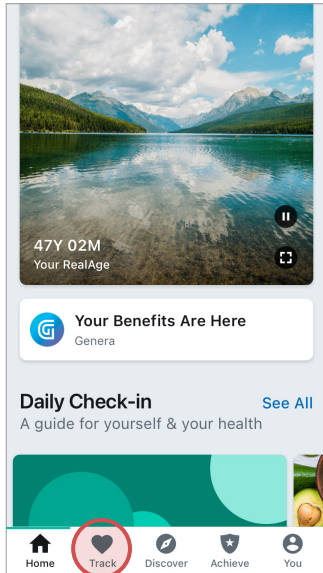 47Y 02M
Your RealAge
Your Benefits Are Here
Genera
Daily Check-in
See All
A guide for yourself & your health
Home
Track
Discover
Achieve
You